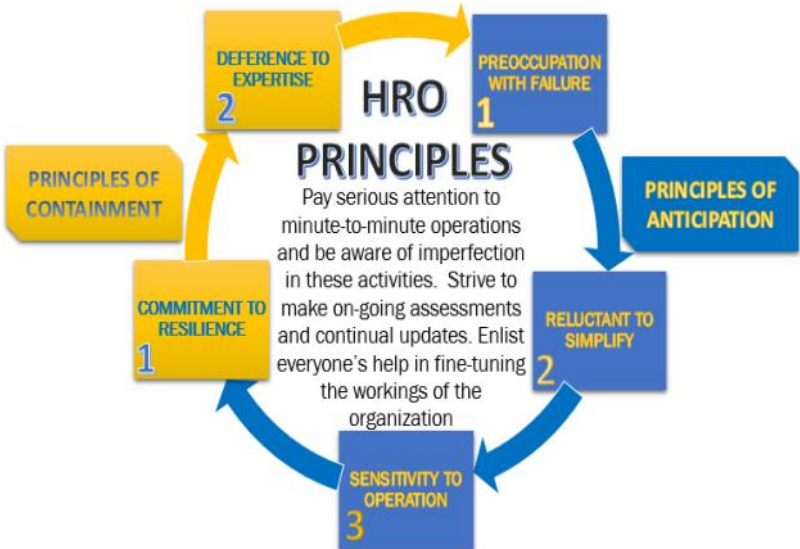 HRO
PRINCIPLES
Pay serious attention to
minute-to-minute operations
and be aware of imperfection
in these activities. Strive to
make on-going assessments
and continual updates. Enlist
everyone's help in fine-tuning
the workings of the
organization
PRINCIPLES OF
ANTICIPATION
PREOCCUPATION
WITH FAILURE
1
RELUCTANT TO
SIMPLIFY
2
SENSITIVITY TO
OPERATION
3
PRINCIPLES OF
CONTAINMENT
COMMITMENT TO
RESILIENCE
1
DEFERENCE TO
EXPERTISE
2